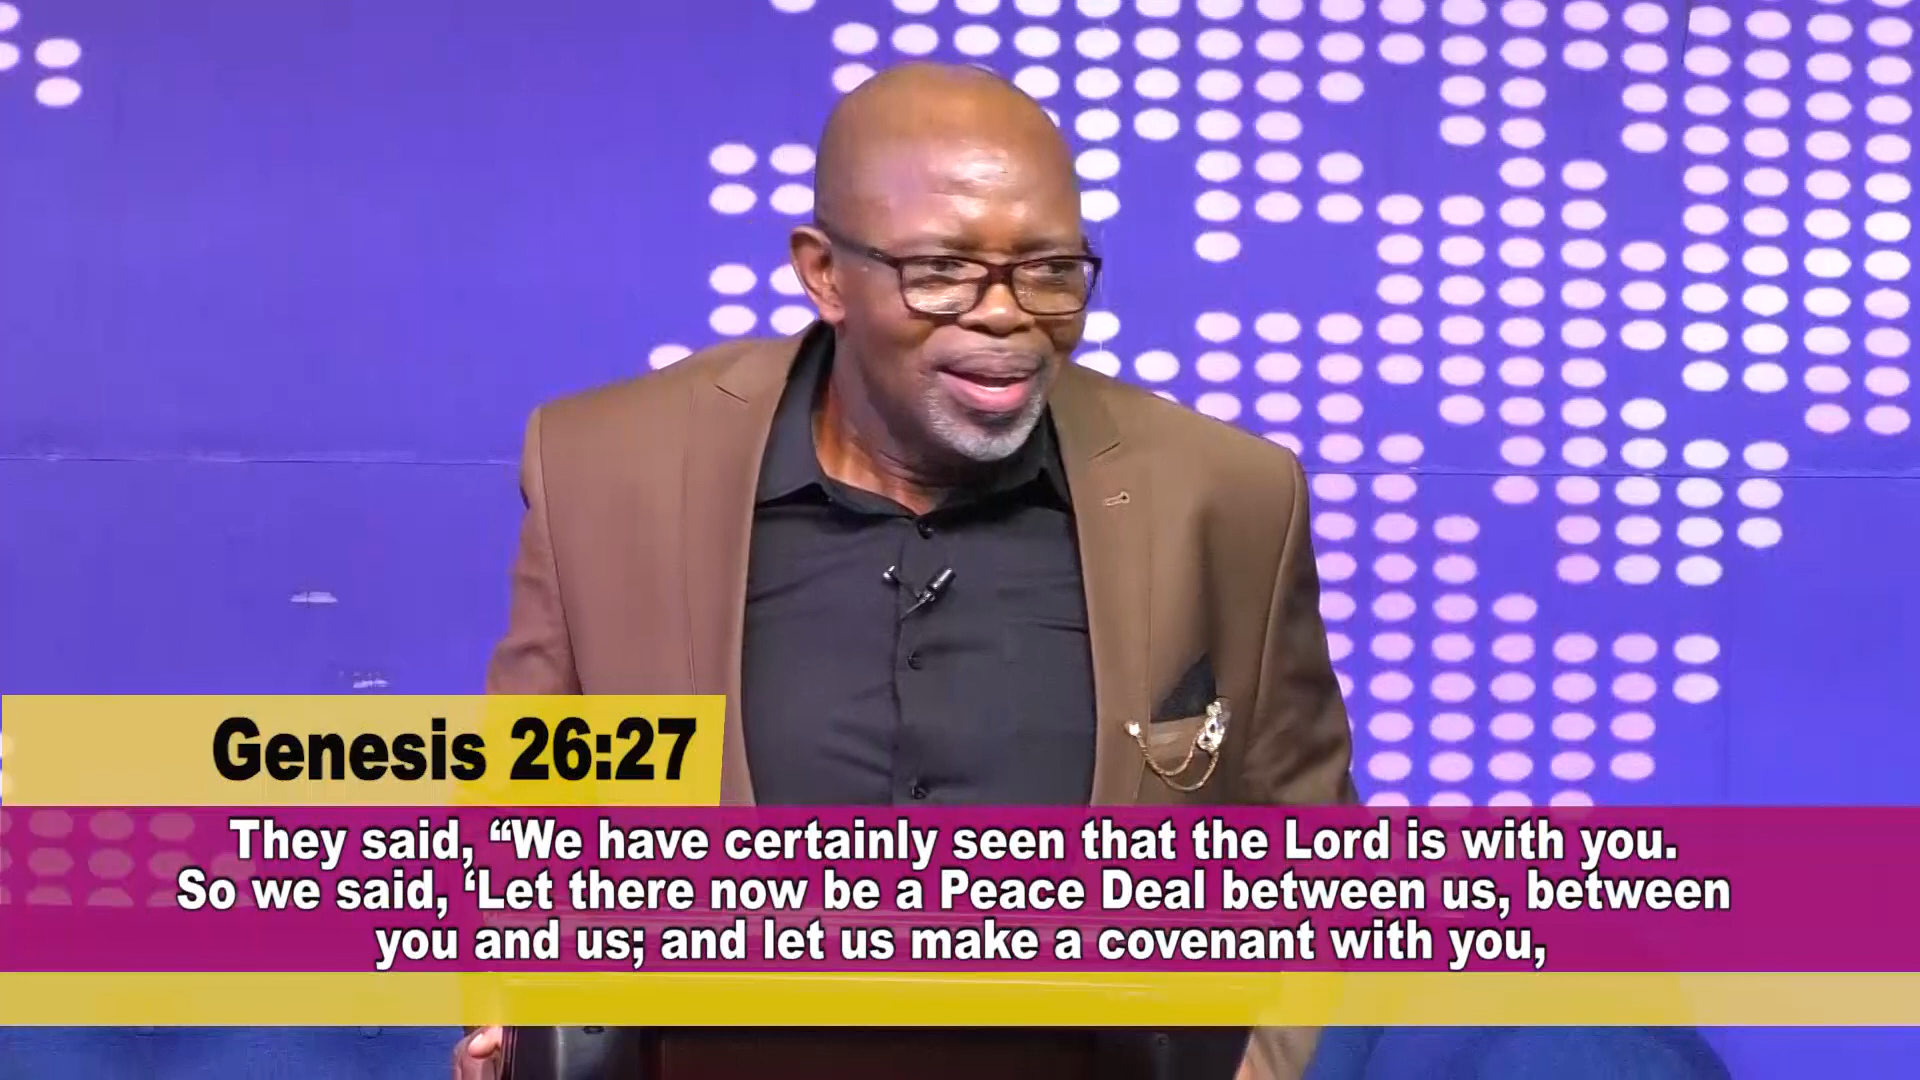 Genesis 26:27
They said, “We have certainly seen that the Lord is with you.
So we said, ‘Let there now be a Peace Deal between us, between
you and us; and let us make a covenant with you,